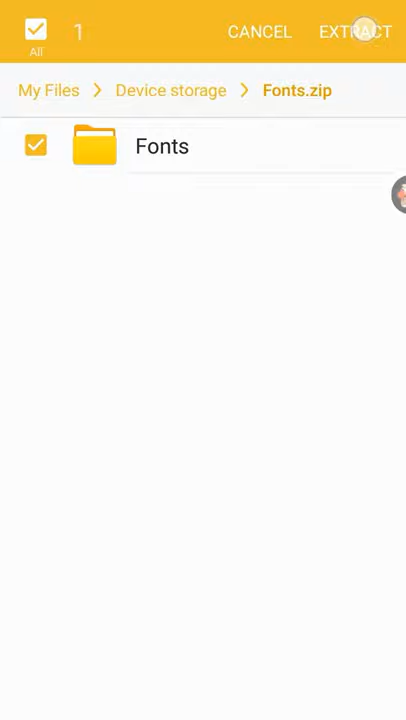 All
1
CANCEL
EXTRACT
My Files > Device storage > Fonts.zip
Fonts